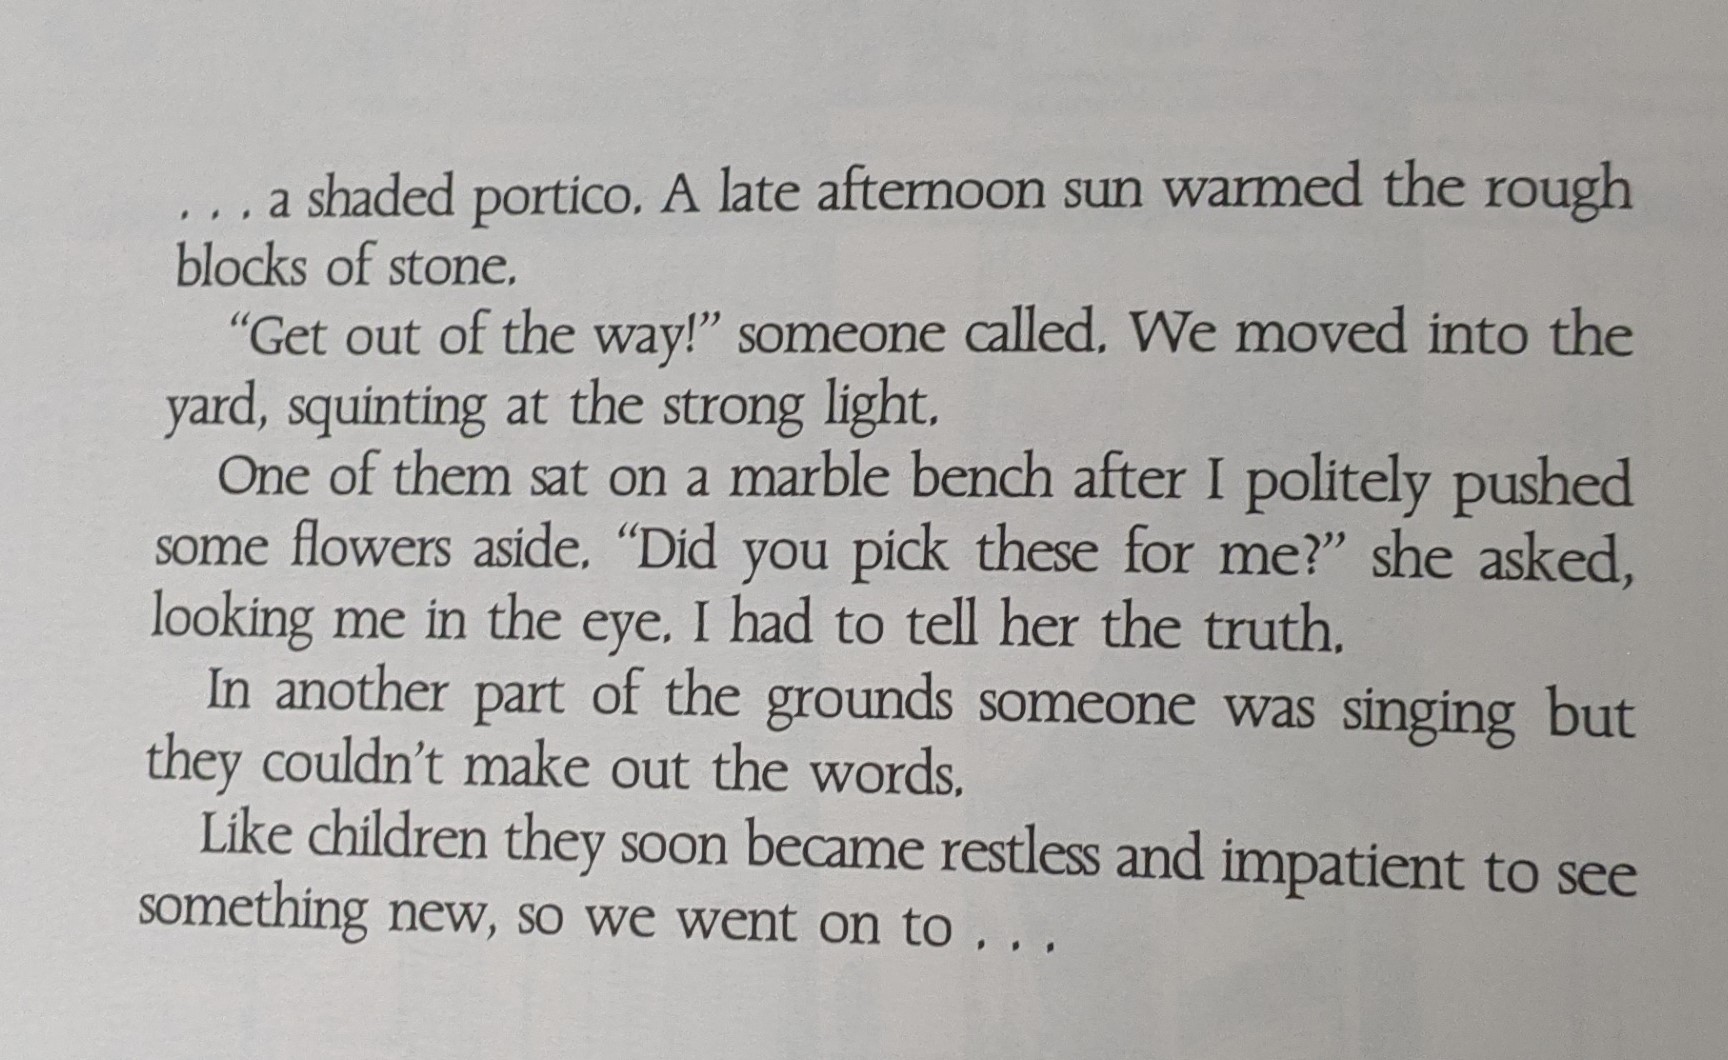 . . . a shaded portico. A late afternoon sun warmed the rough
blocks of stone.
“Get out of the way!” someone called. We moved into the
yard, squinting at the strong light.
One of them sat on a marble bench after I politely pushed
some flowers aside. “Did you pick these for me?” she asked,
looking me in the eye. I had to tell her the truth.
In another part of the grounds someone was singing but
they couldn’t make out the words.
Like children they soon became restless and impatient to see
something new, so we went on to . . .